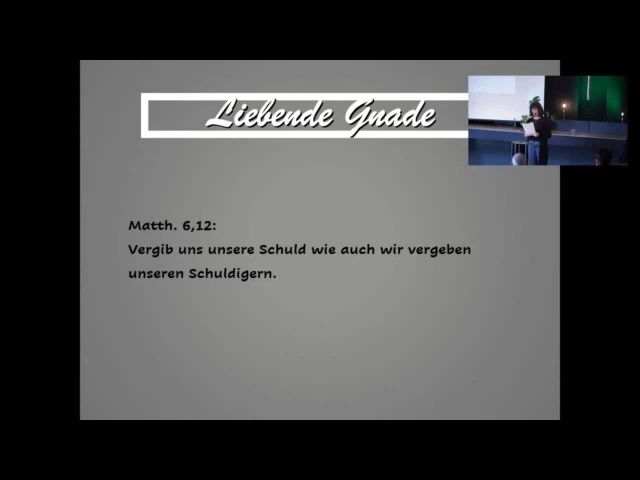 Liebende Gnade
Matth. 6,12:
Vergib uns unsere Schuld wie auch wir vergeben
unseren Schuldigern.